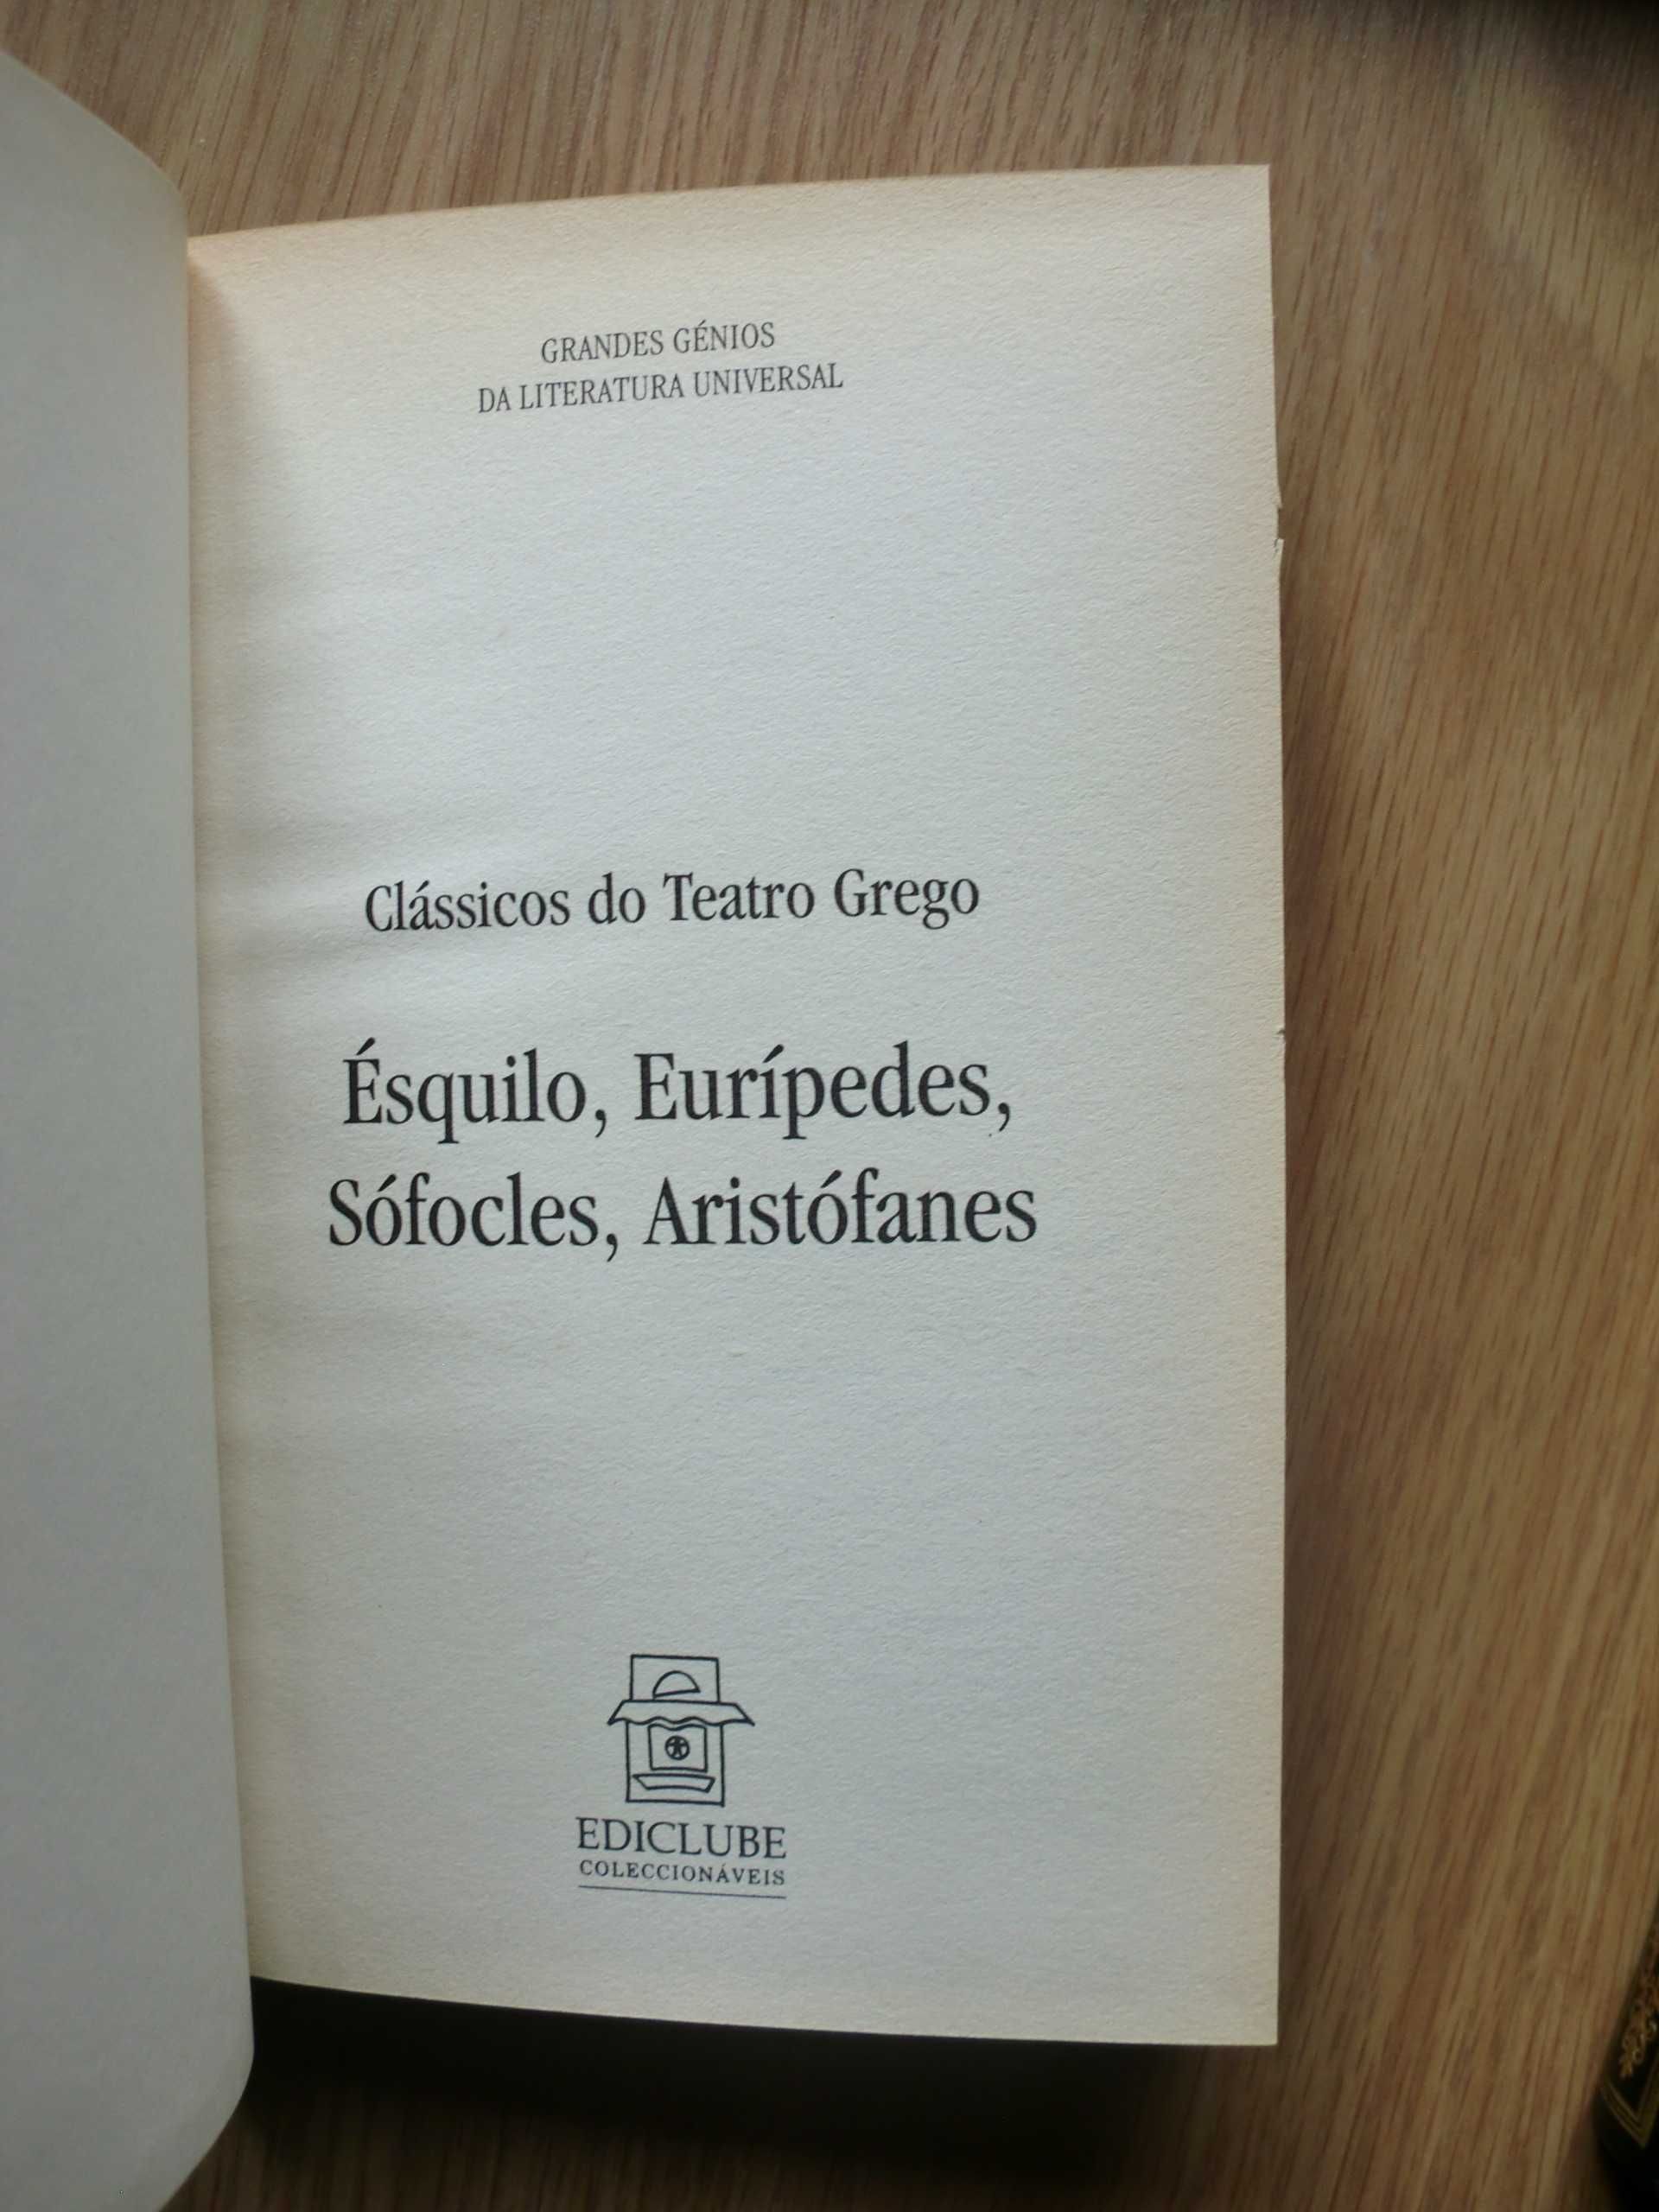 GRANDES GÉNIOS
DA LITERATURA UNIVERSAL
Clássicos do Teatro Grego
Ésquilo, Eurípedes,
Sófocles, Aristófanes
EDICLUBE
COLECCIONÁVEIS